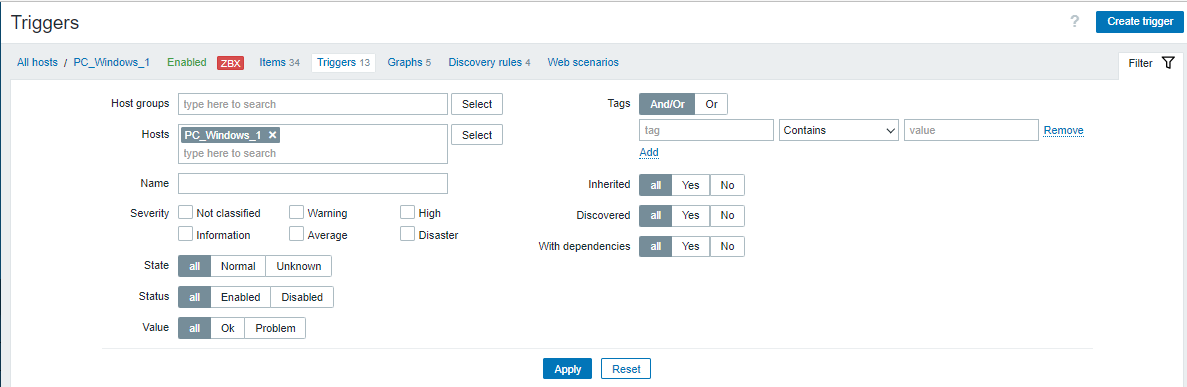 Triggers
? Create trigger
All hosts / PC_Windows_1 Enabled ZBX Items 34 Triggers 13 Graphs 5 Discovery rules 4 Web scenarios
Filter
Host groups type here to search Select
Hosts PC_Windows_1 ✕ Select
type here to search
Name
Severity Not classified Warning High
Information Average Disaster
State all Normal Unknown
Status all Enabled Disabled
Value all Ok Problem
Tags And/Or Or
tag Contains value Remove
Add
Inherited all Yes No
Discovered all Yes No
With dependencies all Yes No
Apply Reset